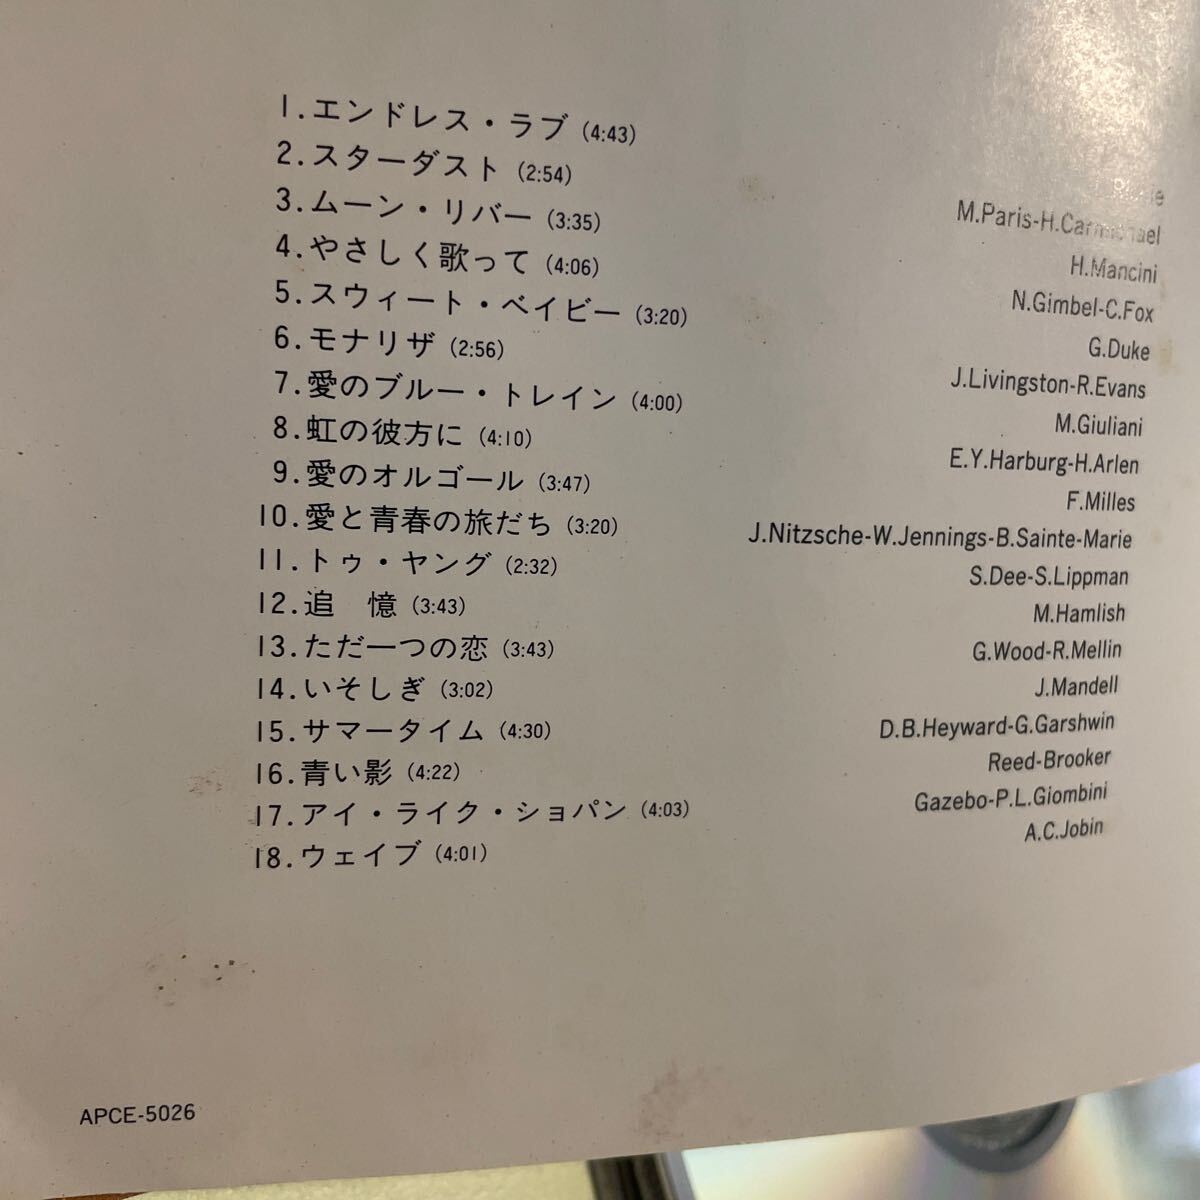 1.エンドレス・ラブ (4:43)
2.スターダスト (2:54) M.Paris-H.Carmichael
3.ムーン・リバー (3:35) H.Mancini
4.やさしく歌って (4:06) N.Gimbel-C.Fox
5.スウィート・ベイビー (3:20) G.Duke
6.モナリザ (2:56) J.Livingston-R.Evans
7.愛のブルー・トレイン (4:00) M.Giuliani
8.虹の彼方に (4:10) E.Y.Harburg-H.Arlen
9.愛のオルゴール (3:47) F.Milles
10.愛と青春の旅だち (3:20) J.Nitzsche-W.Jennings-B.Sainte-Marie
11.トゥ・ヤング (2:32) S.Dee-S.Lippman
12.追 憶 (3:43) M.Hamlish
13.ただ一つの恋 (3:43) G.Wood-R.Mellin
14.いそしぎ (3:02) J.Mandell
15.サマータイム (4:30) D.B.Heyward-G.Garshwin
16.青い影 (4:22) Reed-Brooker
17.アイ・ライク・ショパン (4:03) Gazebo-P.L.Giombini
18.ウェイブ (4:01) A.C.Jobin
APCE-5026